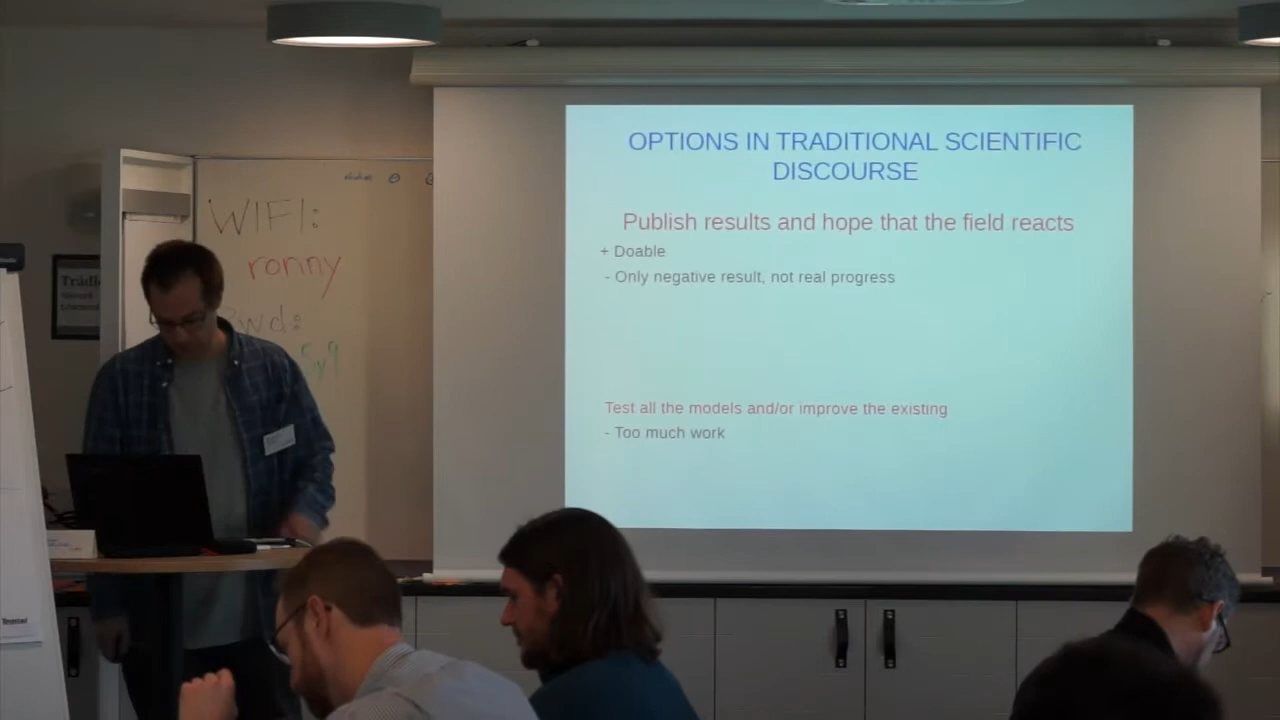 OPTIONS IN TRADITIONAL SCIENTIFIC
DISCOURSE
Publish results and hope that the field reacts
+ Doable
- Only negative result, not real progress
Test all the models and/or improve the existing
- Too much work
WIFI:
ronny